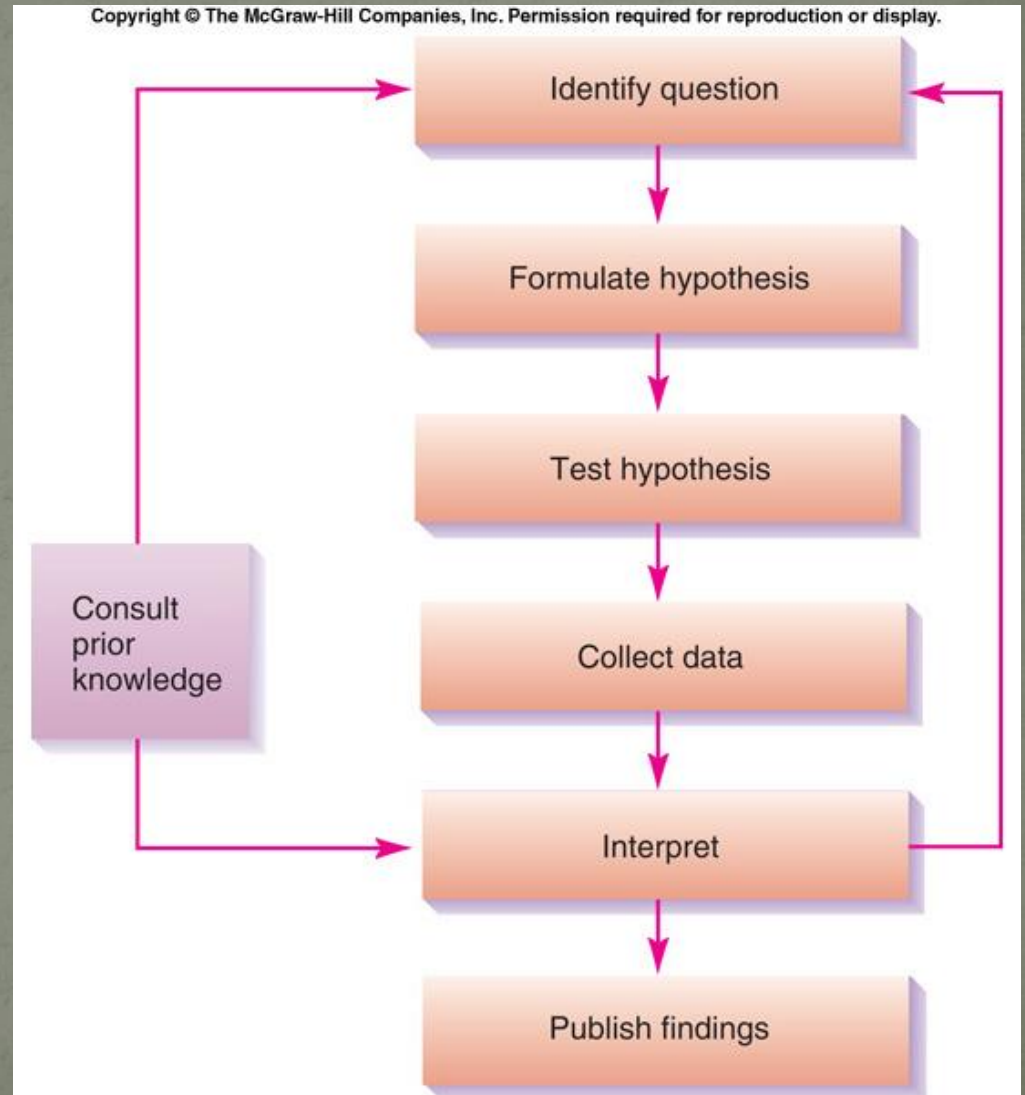 Copyright © The McGraw-Hill Companies, Inc. Permission required for reproduction or display.
Identify question
Formulate hypothesis
Test hypothesis
Consult
prior
knowledge
Collect data
Interpret
Publish findings